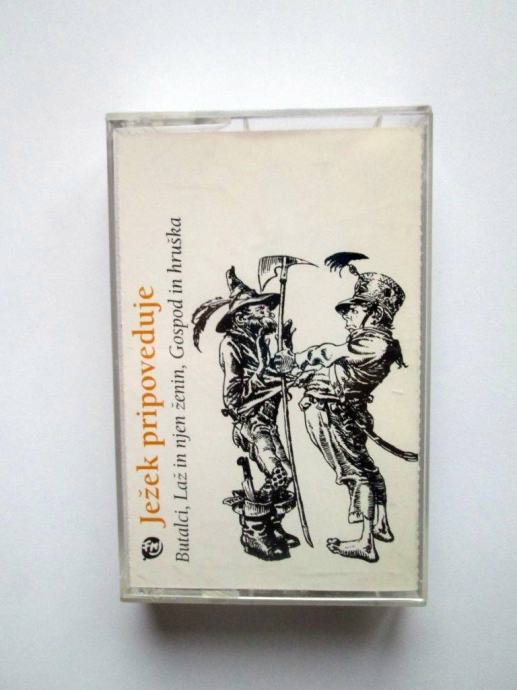 Ježek pripoveduje
Butalci, Laž in njen ženin, Gospod in hruška